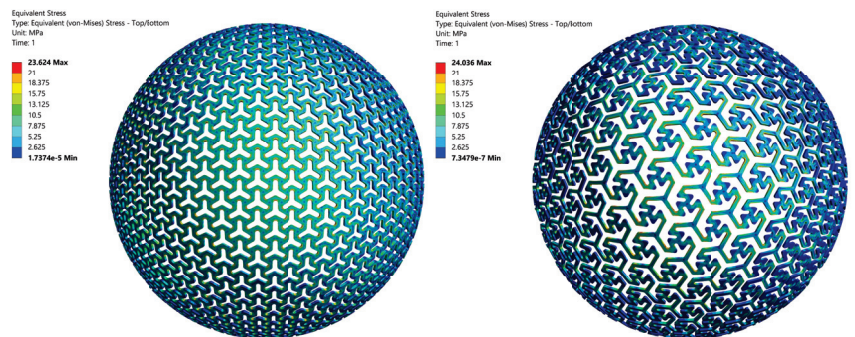 Equivalent Stress
Type: Equivalent (von-Mises) Stress - Top/lottom
Unit: MPa
Time: 1
23.624 Max
21
18.375
15.75
13.125
10.5
7.875
5.25
2.625
1.7374e-5 Min
Equivalent Stress
Type: Equivalent (von-Mises) Stress - Top/lottom
Unit: MPa
Time: 1
24.036 Max
21
18.375
15.75
13.125
10.5
7.875
5.25
2.625
7.3479e-7 Min